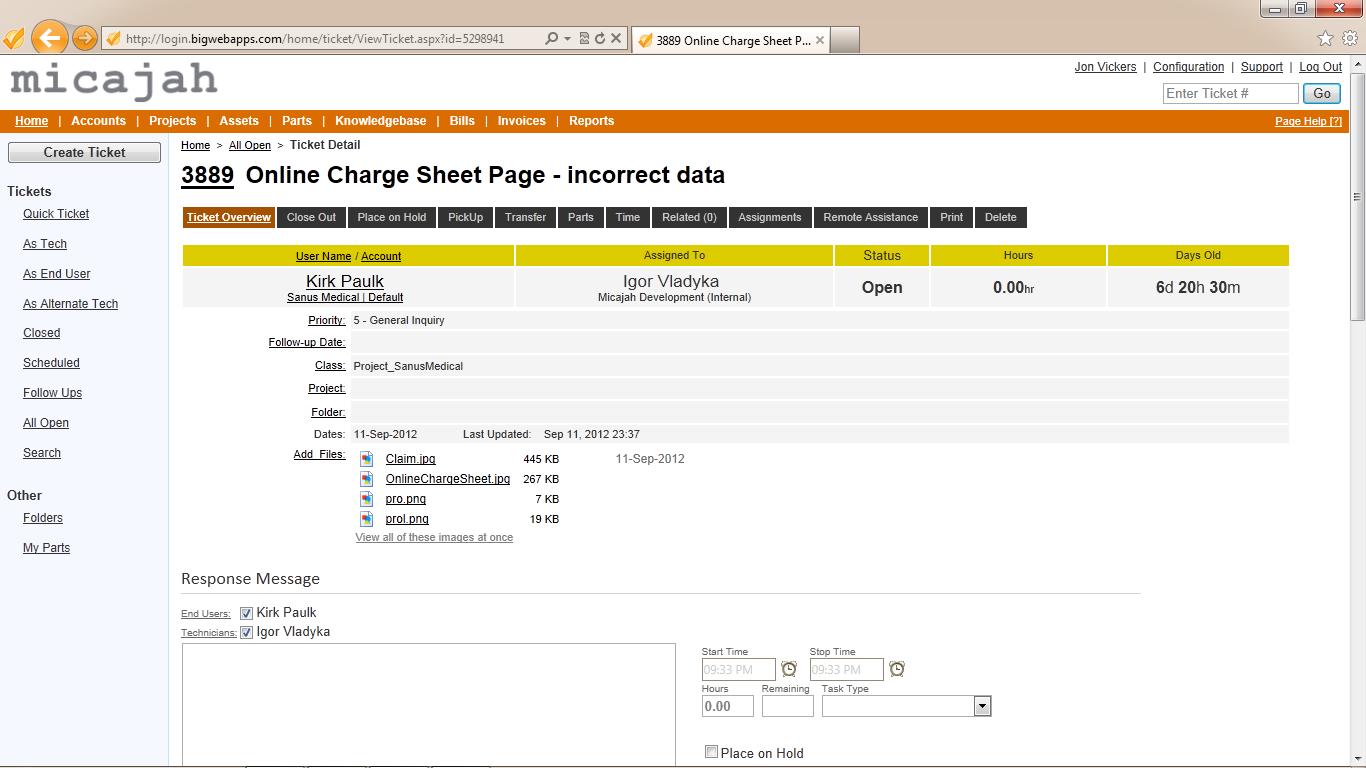 http://login.bigwebapps.com/home/ticket/ViewTicket.aspx?id=5298941
3889 Online Charge Sheet P...
micajah
Jon Vickers | Configuration | Support | Log Out
Enter Ticket # Go
Home | Accounts | Projects | Assets | Parts | Knowledgebase | Bills | Invoices | Reports
Page Help [?]
Create Ticket
Home > All Open > Ticket Detail
3889 Online Charge Sheet Page - incorrect data
Tickets
Quick Ticket
As Tech
As End User
As Alternate Tech
Closed
Scheduled
Follow Ups
All Open
Search
Other
Folders
My Parts
Ticket Overview Close Out Place on Hold PickUp Transfer Parts Time Related (0) Assignments Remote Assistance Print Delete
User Name / Account Assigned To Status Hours Days Old
Kirk Paulk Igor Vladyka Open 0.00hr 6d 20h 30m
Sanus Medical | Default Micajah Development (Internal)
Priority: 5 - General Inquiry
Follow-up Date:
Class: Project_SanusMedical
Project:
Folder:
Dates: 11-Sep-2012 Last Updated: Sep 11, 2012 23:37
Add Files: Claim.jpg 445 KB 11-Sep-2012
OnlineChargeSheet.jpg 267 KB
pro.png 7 KB
prol.png 19 KB
View all of these images at once
Response Message
End Users: Kirk Paulk
Technicians: Igor Vladyka
Start Time Stop Time
09:33 PM 09:33 PM
Hours Remaining Task Type
0.00
Place on Hold